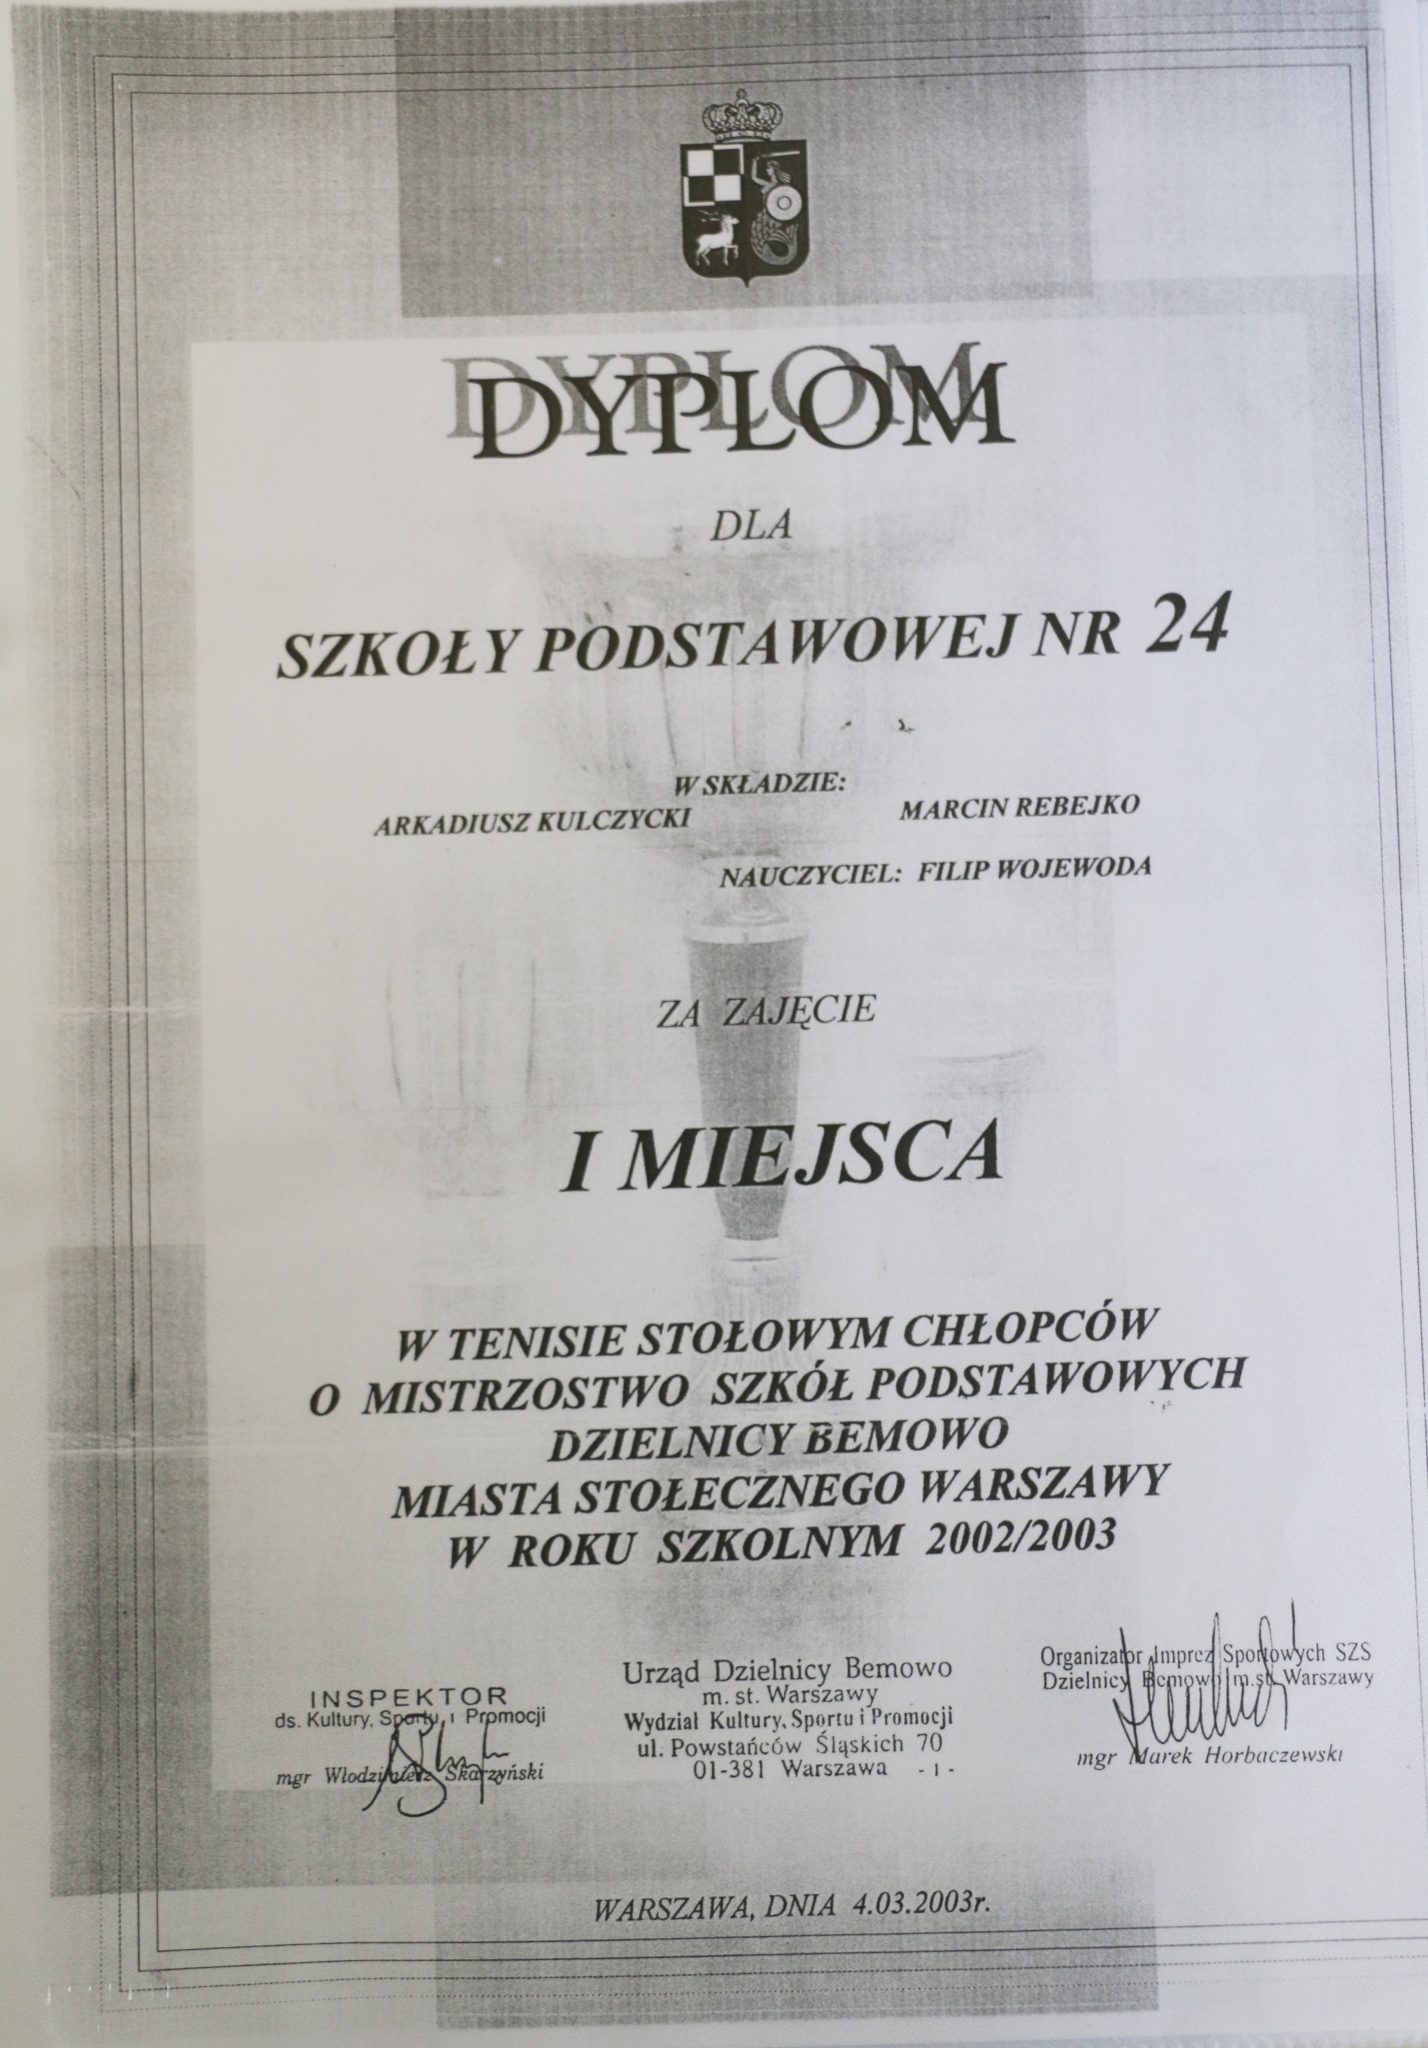 DYPLOM
DLA
SZKOŁY PODSTAWOWEJ NR 24
W SKŁADZIE:
ARKADIUSZ KULCZYCKI MARCIN REBEJKO
NAUCZYCIEL: FILIP WOJEWODA
ZA ZAJĘCIE
I MIEJSCA
W TENISIE STOŁOWYM CHŁOPCÓW
O MISTRZOSTWO SZKÓŁ PODSTAWOWYCH
DZIELNICY BEMOWO
MIASTA STOŁECZNEGO WARSZAWY
W ROKU SZKOLNYM 2002/2003
INSPEKTOR
ds. Kultury, Sportu i Promocji
mgr Włodzimierz Skarzyński
Urząd Dzielnicy Bemowo
m. st. Warszawy
Wydział Kultury, Sportu i Promocji
ul. Powstańców Śląskich 70
01-381 Warszawa - 1 -
Organizator Imprez Sportowych SZS
Dzielnicy Bemowo m.st. Warszawy
mgr Marek Horbaczewski
WARSZAWA, DNIA 4.03.2003r.